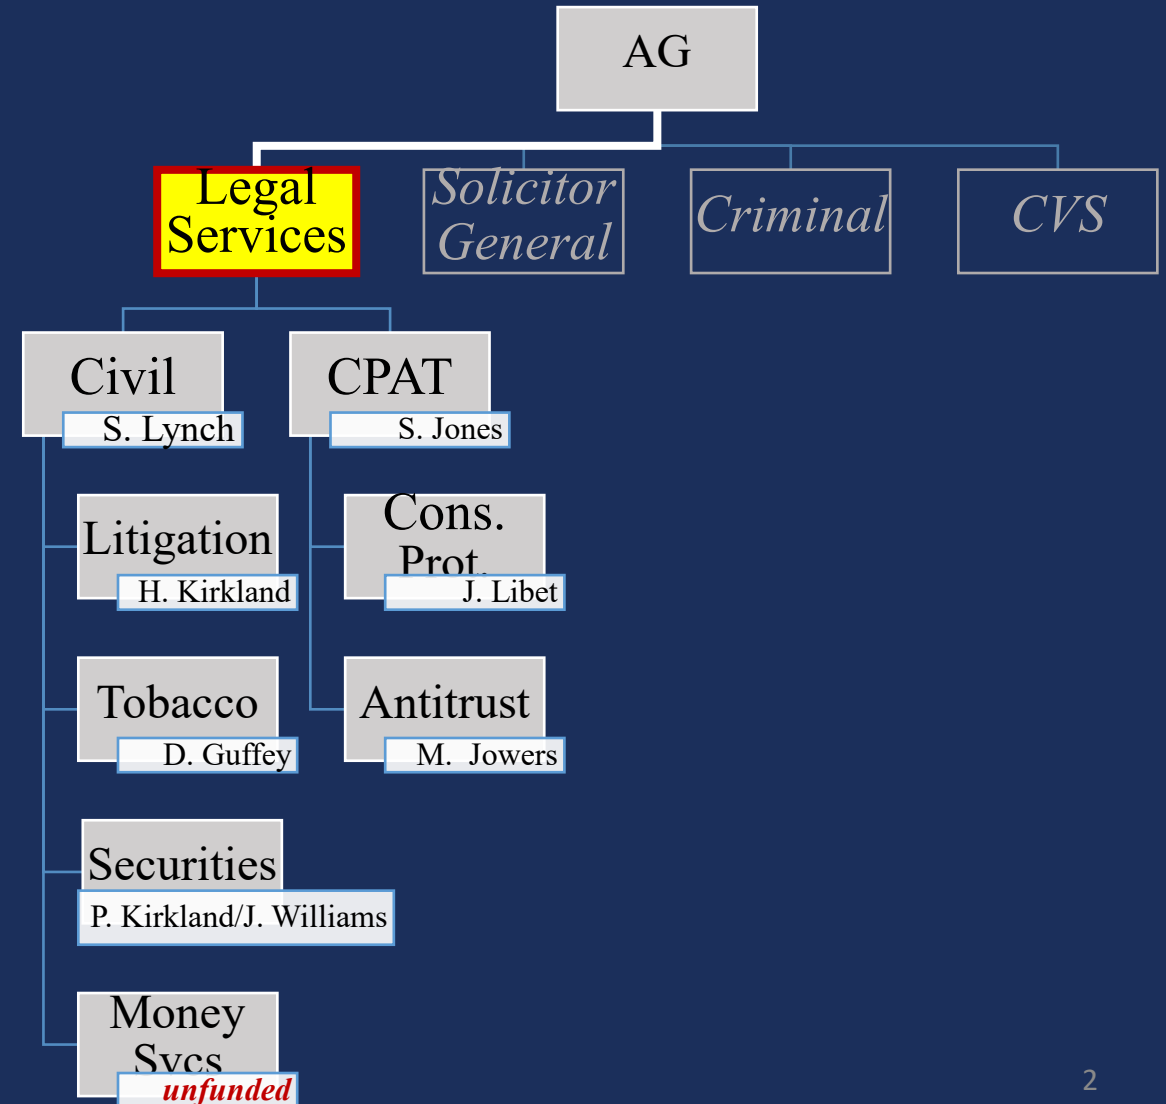 AG
Legal
Services
Solicitor
General
Criminal
CVS
Civil
S. Lynch
CPAT
S. Jones
Litigation
H. Kirkland
Cons.
Prot.
J. Libet
Tobacco
D. Guffey
Antitrust
M. Jowers
Securities
P. Kirkland/J. Williams
Money
Svcs
unfunded
2